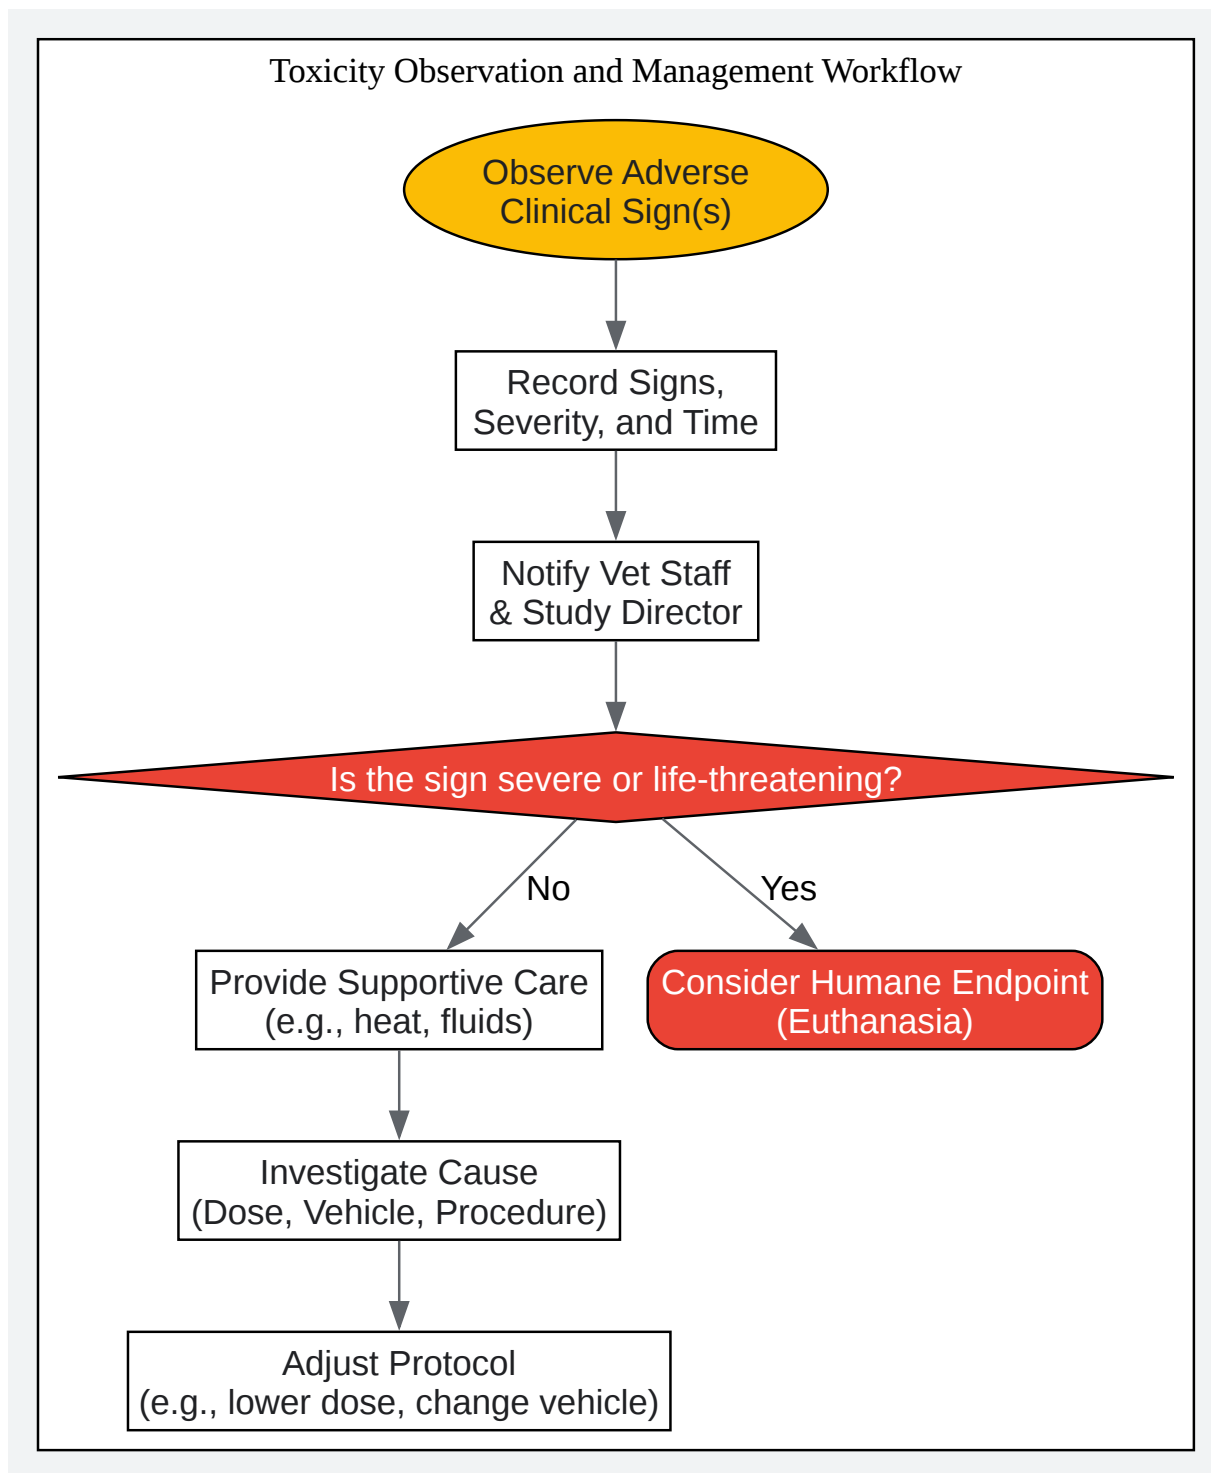 Toxicity Observation and Management Workflow
Observe Adverse
Clinical Sign(s)
Record Signs,
Severity, and Time
Notify Vet Staff
& Study Director
Is the sign severe or life-threatening?
No
Yes
Provide Supportive Care
(e.g., heat, fluids)
Consider Humane Endpoint
(Euthanasia)
Investigate Cause
(Dose, Vehicle, Procedure)
Adjust Protocol
(e.g., lower dose, change vehicle)